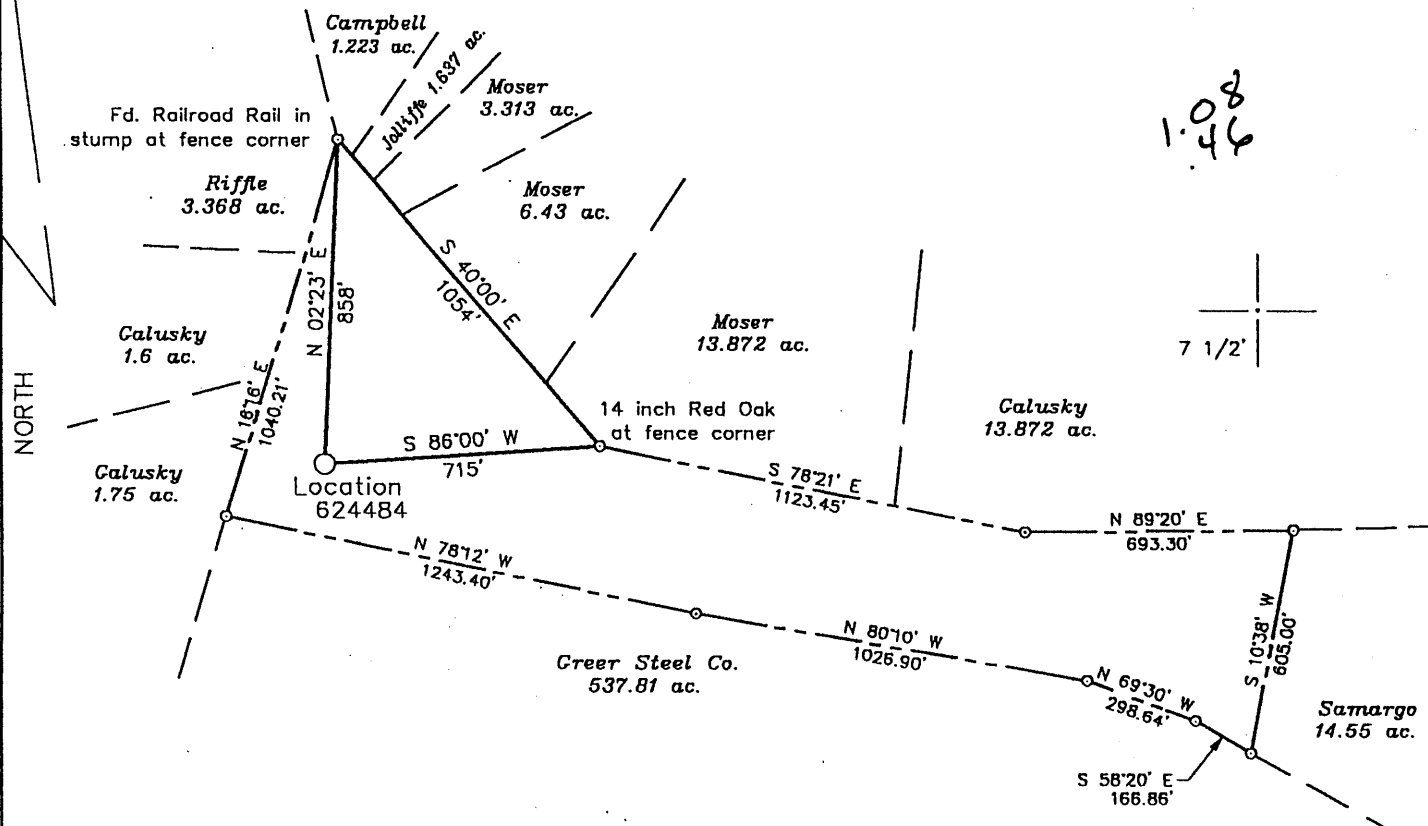 Campbell
1.223 ac.
Jolliffe 1.637 ac.
Moser
3.313 ac.
1.08
.46
Fd. Railroad Rail in
stump at fence corner
Riffle
3.368 ac.
Moser
6.43 ac.
N 02°23' E
858'
S 40°00' E
1054'
Galusky
1.6 ac.
Moser
13.872 ac.
7 1/2'
NORTH
N 16°16' E
1040.21'
14 inch Red Oak
at fence corner
Galusky
13.872 ac.
S 86°00' W
715'
Galusky
1.75 ac.
Location
624484
S 78°21' E
1123.45'
N 89°20' E
693.30'
N 78°12' W
1243.40'
N 80°10' W
1026.90'
S 10°38' W
605.00'
Greer Steel Co.
537.81 ac.
N 69°30' W
298.64'
Samargo
14.55 ac.
S 58°20' E
166.86'